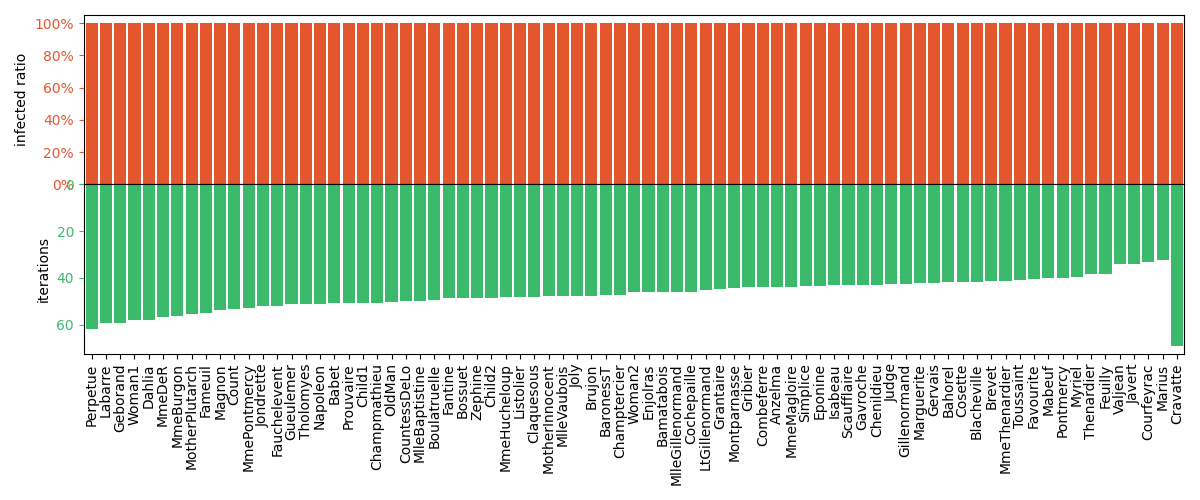 infected ratio
100%
80%
60%
40%
20%
0%
0
20
40
60
iterations
Perpetue
Labarre
Geborand
Woman1
Dahlia
MmeDeR
MmeBurgon
MotherPlutarch
Fameuil
Magnon
Count
MmePontmercy
Jondrette
Fauchelevent
Gueulemer
Tholomyes
Napoleon
Babet
Prouvaire
Child1
Champmathieu
OldMan
CountessDeLo
MlleBaptistine
Boulatruelle
Fantine
Bossuet
Zephine
Child2
MmeHucheloup
Listolier
Claquesous
MotherInnocent
MlleVaubois
Joly
Brujon
BaronessT
Champtercier
Woman2
Enjolras
Bamatabois
MlleGillenormand
Cochepaille
LtGillenormand
Grantaire
Montparnasse
Gribier
Combeferre
Anzelma
MmeMagloire
Simplice
Eponine
Isabeau
Scaufflaire
Gavroche
Chenildieu
Judge
Gillenormand
Marguerite
Gervais
Bahorel
Cosette
Blacheville
Brevet
MmeThenardier
Toussaint
Favourite
Mabeuf
Pontmercy
Myriel
Thenardier
Feuilly
Valjean
Javert
Courfeyrac
Marius
Cravatte